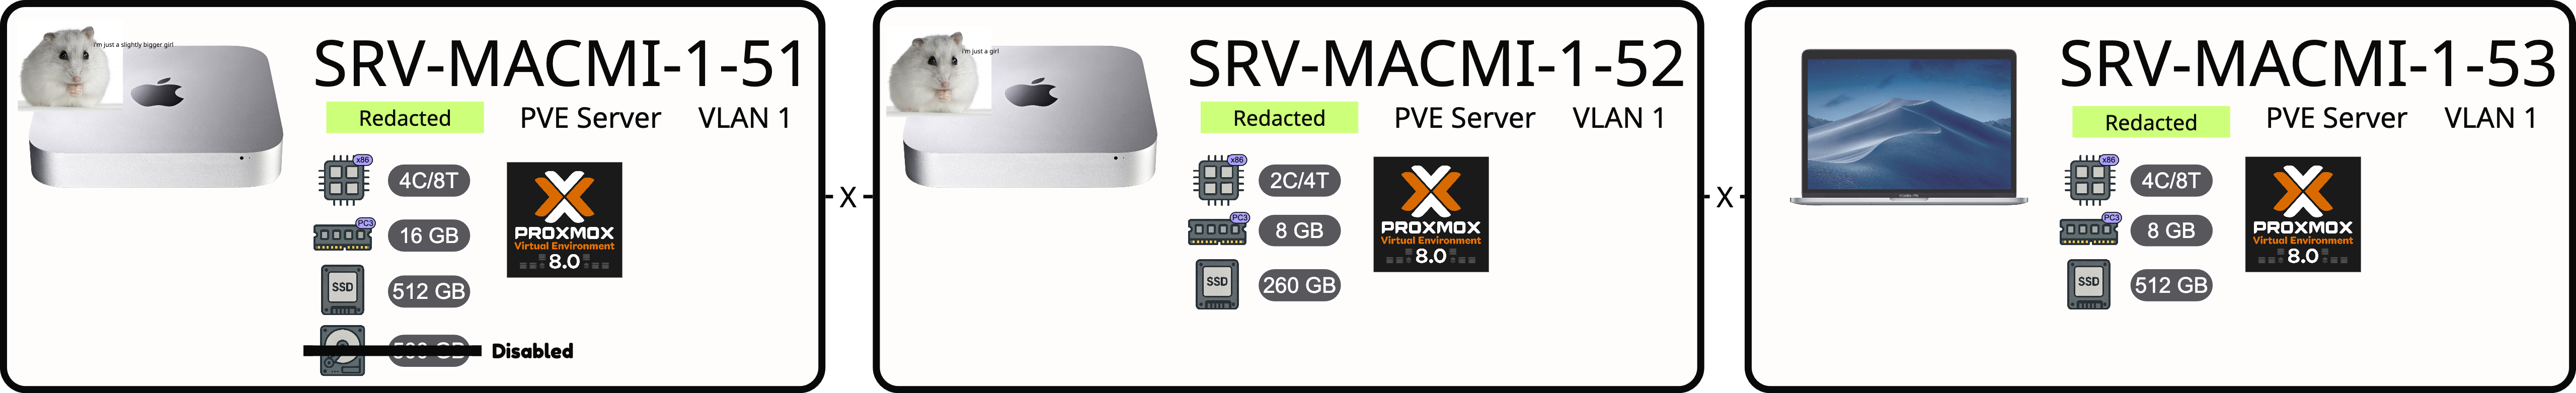 i'm just a slightly bigger girl
SRV-MACMI-1-51
Redacted
PVE Server
VLAN 1
x86
4C/8T
PC3
16 GB
SSD
512 GB
Disabled
PROXMOX
Virtual Environment
8.0
X
i'm just a girl
SRV-MACMI-1-52
Redacted
PVE Server
VLAN 1
x86
2C/4T
PC3
8 GB
SSD
260 GB
PROXMOX
Virtual Environment
8.0
X
SRV-MACMI-1-53
Redacted
PVE Server
VLAN 1
x86
4C/8T
PC3
8 GB
SSD
512 GB
PROXMOX
Virtual Environment
8.0